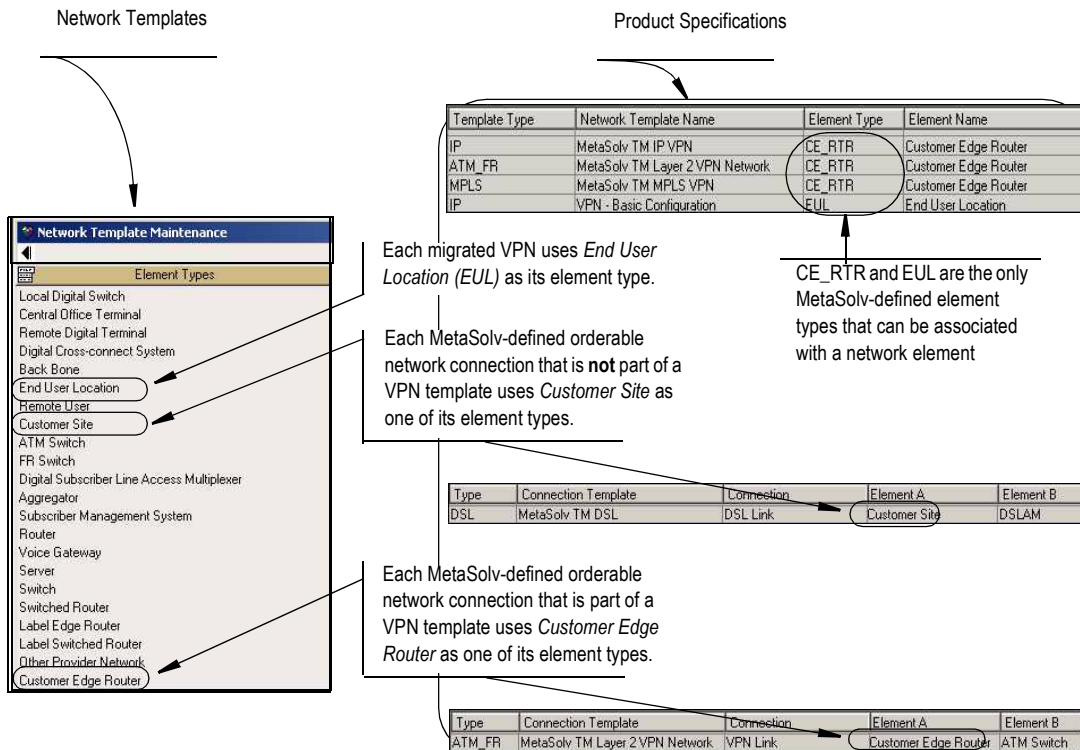 Network Templates
Product Specifications
Template Type Network Template Name Element Type Element Name
IP MetaSolv TM IP VPN CE_RTR Customer Edge Router
ATM_FR MetaSolv TM Layer 2 VPN Network CE_RTR Customer Edge Router
MPLS MetaSolv TM MPLS VPN CE_RTR Customer Edge Router
IP VPN - Basic Configuration EUL End User Location
Network Template Maintenance
Element Types
Local Digital Switch
Central Office Terminal
Remote Digital Terminal
Digital Cross-connect System
Back Bone
End User Location
Remote User
Customer Site
ATM Switch
FR Switch
Digital Subscriber Line Access Multiplexer
Aggregator
Subscriber Management System
Router
Voice Gateway
Server
Switch
Switched Router
Label Edge Router
Label Switched Router
Other Provider Network
Customer Edge Router
Each migrated VPN uses End User
Location (EUL) as its element type.
CE_RTR and EUL are the only
MetaSolv-defined element
types that can be associated
with a network element
Each MetaSolv-defined orderable
network connection that is not part of a
VPN template uses Customer Site as
one of its element types.
Type Connection Template Connection Element A Element B
DSL MetaSolv TM DSL DSL Link Customer Site DSLAM
Each MetaSolv-defined orderable
network connection that is part of a
VPN template uses Customer Edge
Router as one of its element types.
Type Connection Template Connection Element A Element B
ATM_FR MetaSolv TM Layer 2 VPN Network VPN Link Customer Edge Router ATM Switch